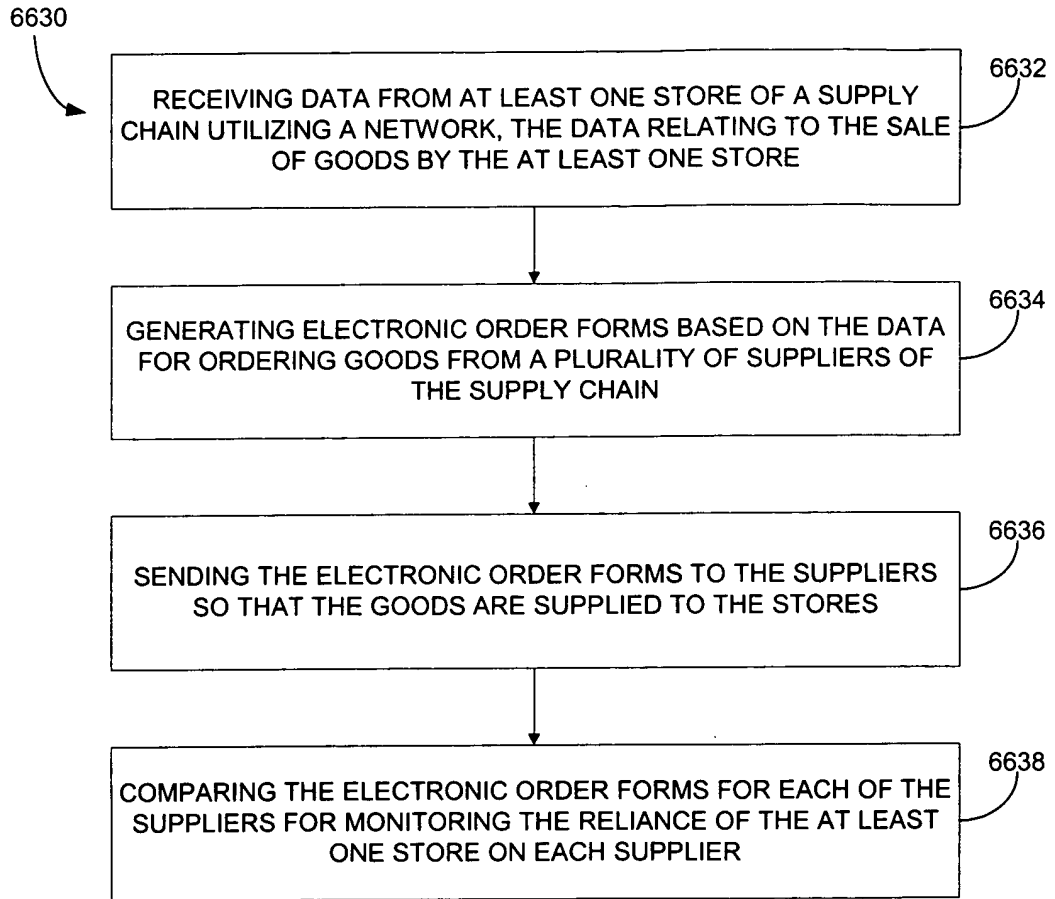 6630
6632
RECEIVING DATA FROM AT LEAST ONE STORE OF A SUPPLY
CHAIN UTILIZING A NETWORK, THE DATA RELATING TO THE SALE
OF GOODS BY THE AT LEAST ONE STORE
6634
GENERATING ELECTRONIC ORDER FORMS BASED ON THE DATA
FOR ORDERING GOODS FROM A PLURALITY OF SUPPLIERS OF
THE SUPPLY CHAIN
6636
SENDING THE ELECTRONIC ORDER FORMS TO THE SUPPLIERS
SO THAT THE GOODS ARE SUPPLIED TO THE STORES
6638
COMPARING THE ELECTRONIC ORDER FORMS FOR EACH OF THE
SUPPLIERS FOR MONITORING THE RELIANCE OF THE AT LEAST
ONE STORE ON EACH SUPPLIER